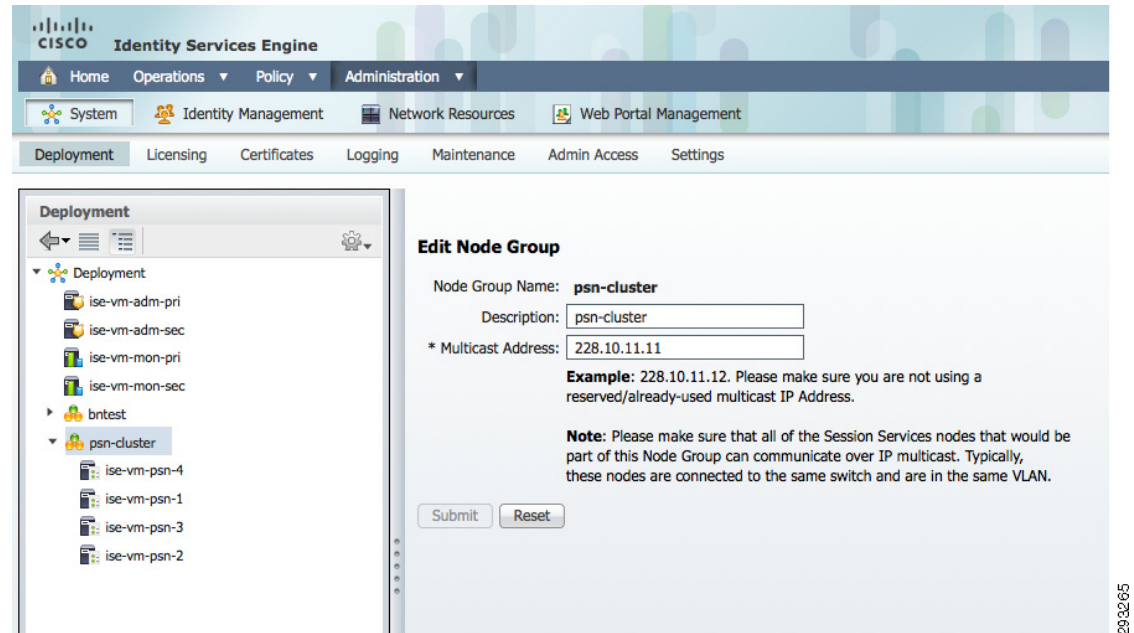 CISCO Identity Services Engine
Home Operations ▼ Policy ▼ Administration ▼
System Identity Management Network Resources Web Portal Management
Deployment Licensing Certificates Logging Maintenance Admin Access Settings
Deployment
Deployment
ise-vm-adm-pri
ise-vm-adm-sec
ise-vm-mon-pri
ise-vm-mon-sec
bntest
psn-cluster
ise-vm-psn-4
ise-vm-psn-1
ise-vm-psn-3
ise-vm-psn-2
Edit Node Group
Node Group Name: psn-cluster
Description: psn-cluster
* Multicast Address: 228.10.11.11
Example: 228.10.11.12. Please make sure you are not using a
reserved/already-used multicast IP Address.
Note: Please make sure that all of the Session Services nodes that would be
part of this Node Group can communicate over IP multicast. Typically,
these nodes are connected to the same switch and are in the same VLAN.
Submit Reset
293265